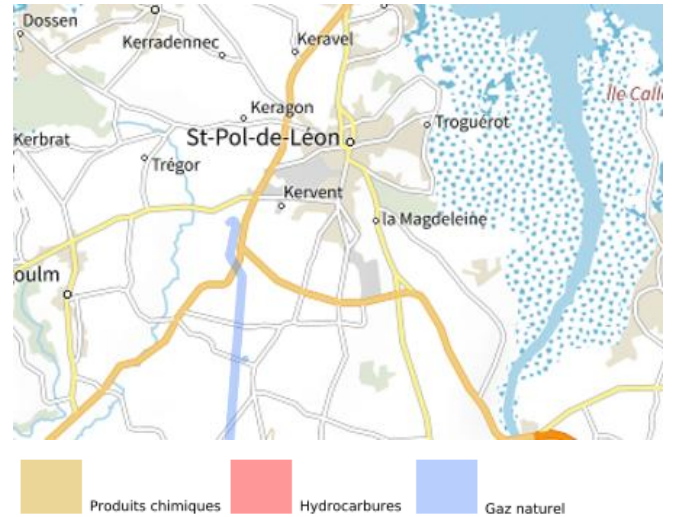 Dossen
Kerradennec
Keravel
Keragon
Île Call
Troguérot
Kerbrat
St-Pol-de-Léon
Trégor
Kervent
la Magdeleine
oulm
Produits chimiques
Hydrocarbures
Gaz naturel